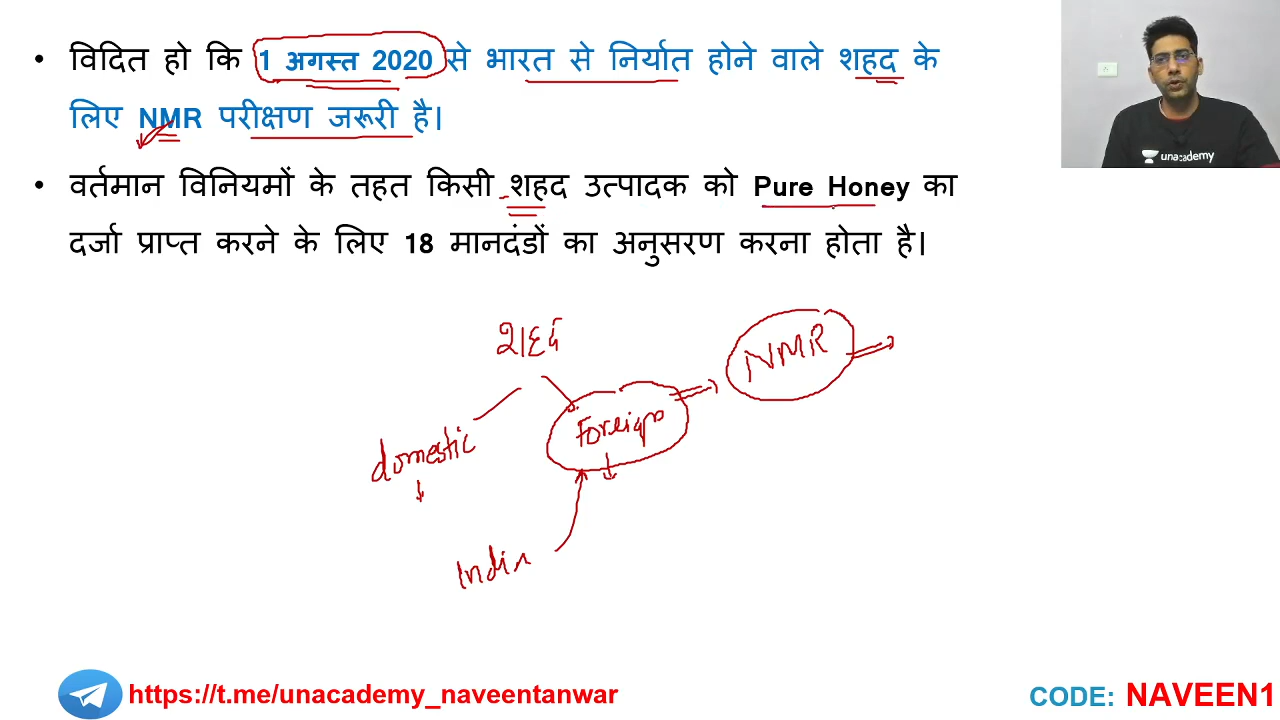 • विदित हो कि 1 अगस्त 2020 से भारत से निर्यात होने वाले शहद के
लिए NMR परीक्षण जरूरी है।
• वर्तमान विनियमों के तहत किसी शहद उत्पादक को Pure Honey का
दर्जा प्राप्त करने के लिए 18 मानदंडों का अनुसरण करना होता है।
unacademy
शहद
NMR
Foreign
domestic
India
https://t.me/unacademy_naveentanwar
CODE: NAVEEN1